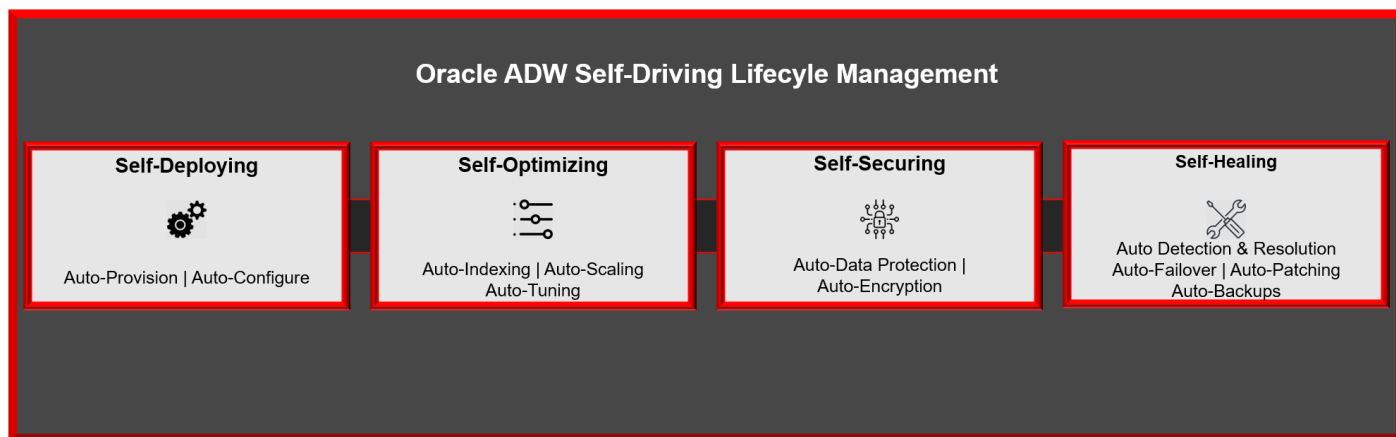 Oracle ADW Self-Driving Lifecyle Management
Self-Deploying
Auto-Provision | Auto-Configure
Self-Optimizing
Auto-Indexing | Auto-Scaling
Auto-Tuning
Self-Securing
Auto-Data Protection |
Auto-Encryption
Self-Healing
Auto Detection & Resolution
Auto-Failover | Auto-Patching
Auto-Backups